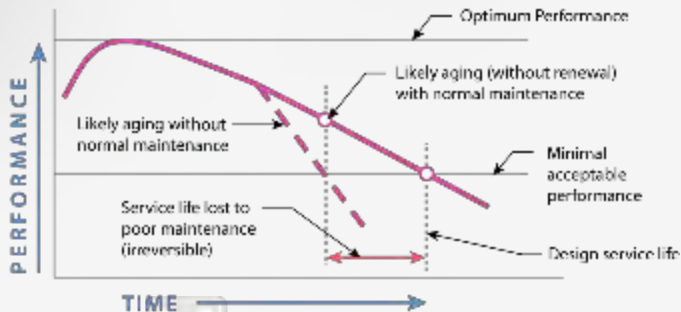 Optimum Performance
Likely aging (without renewal)
with normal maintenance
Likely aging without
normal maintenance
Minimal
acceptable
performance
Service life lost to
poor maintenance
(irreversible)
Design service life
PERFORMANCE
TIME